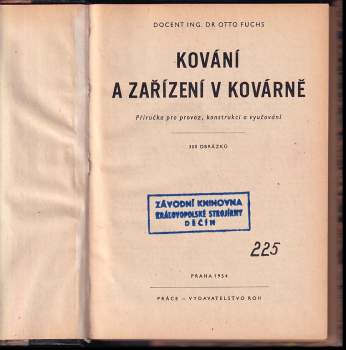 DOCENT ING. DR OTTO FUCHS
KOVÁNÍ
A ZAŘÍZENÍ V KOVÁRNĚ
Příručka pro provoz, konstrukci a vyučování
308 OBRÁZKŮ
ZÁVODNÍ KNIHOVNA
KRÁLOVOPOLSKÉ STROJÍRNY
DĚČÍN
225
PRAHA 1954
PRÁCE – VYDAVATELSTVO ROH